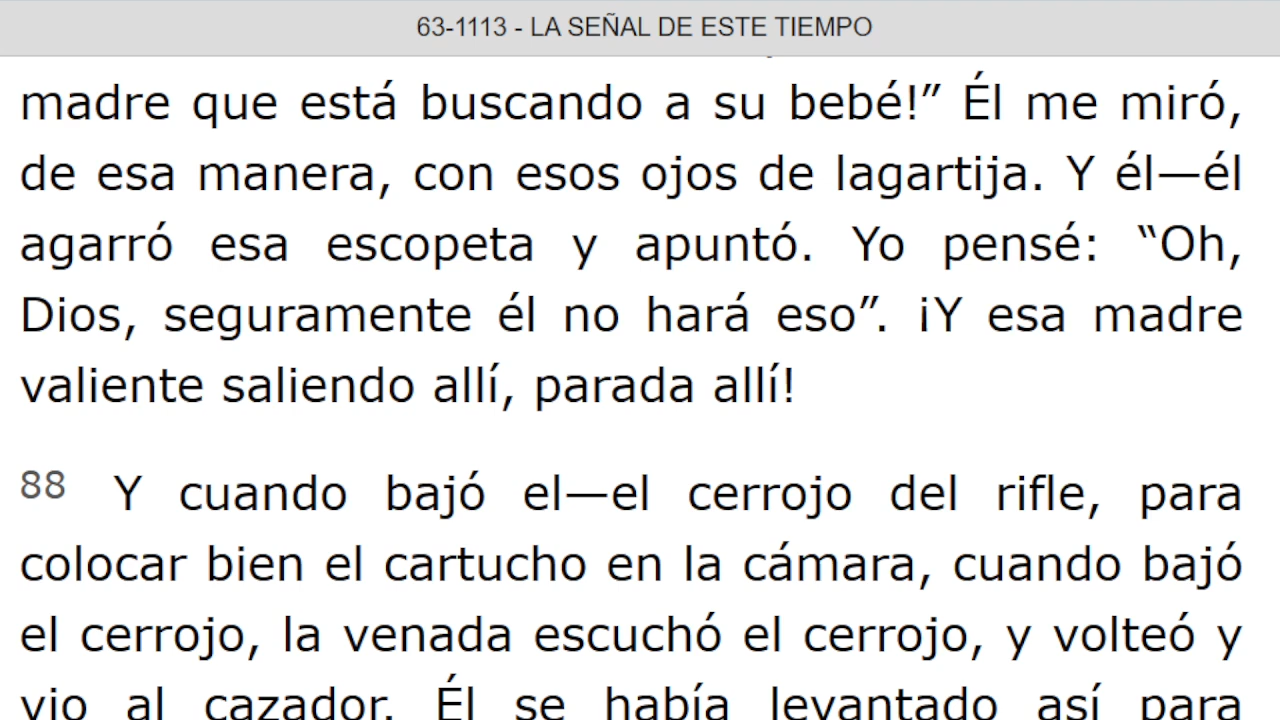 63-1113 - LA SEÑAL DE ESTE TIEMPO
madre que está buscando a su bebé!” Él me miró,
de esa manera, con esos ojos de lagartija. Y él—él
agarró esa escopeta y apuntó. Yo pensé: “Oh,
Dios, seguramente él no hará eso”. ¡Y esa madre
valiente saliendo allí, parada allí!
88 Y cuando bajó el—el cerrojo del rifle, para
colocar bien el cartucho en la cámara, cuando bajó
el cerrojo, la venada escuchó el cerrojo, y volteó y
vio al cazador. Él se había levantado así para